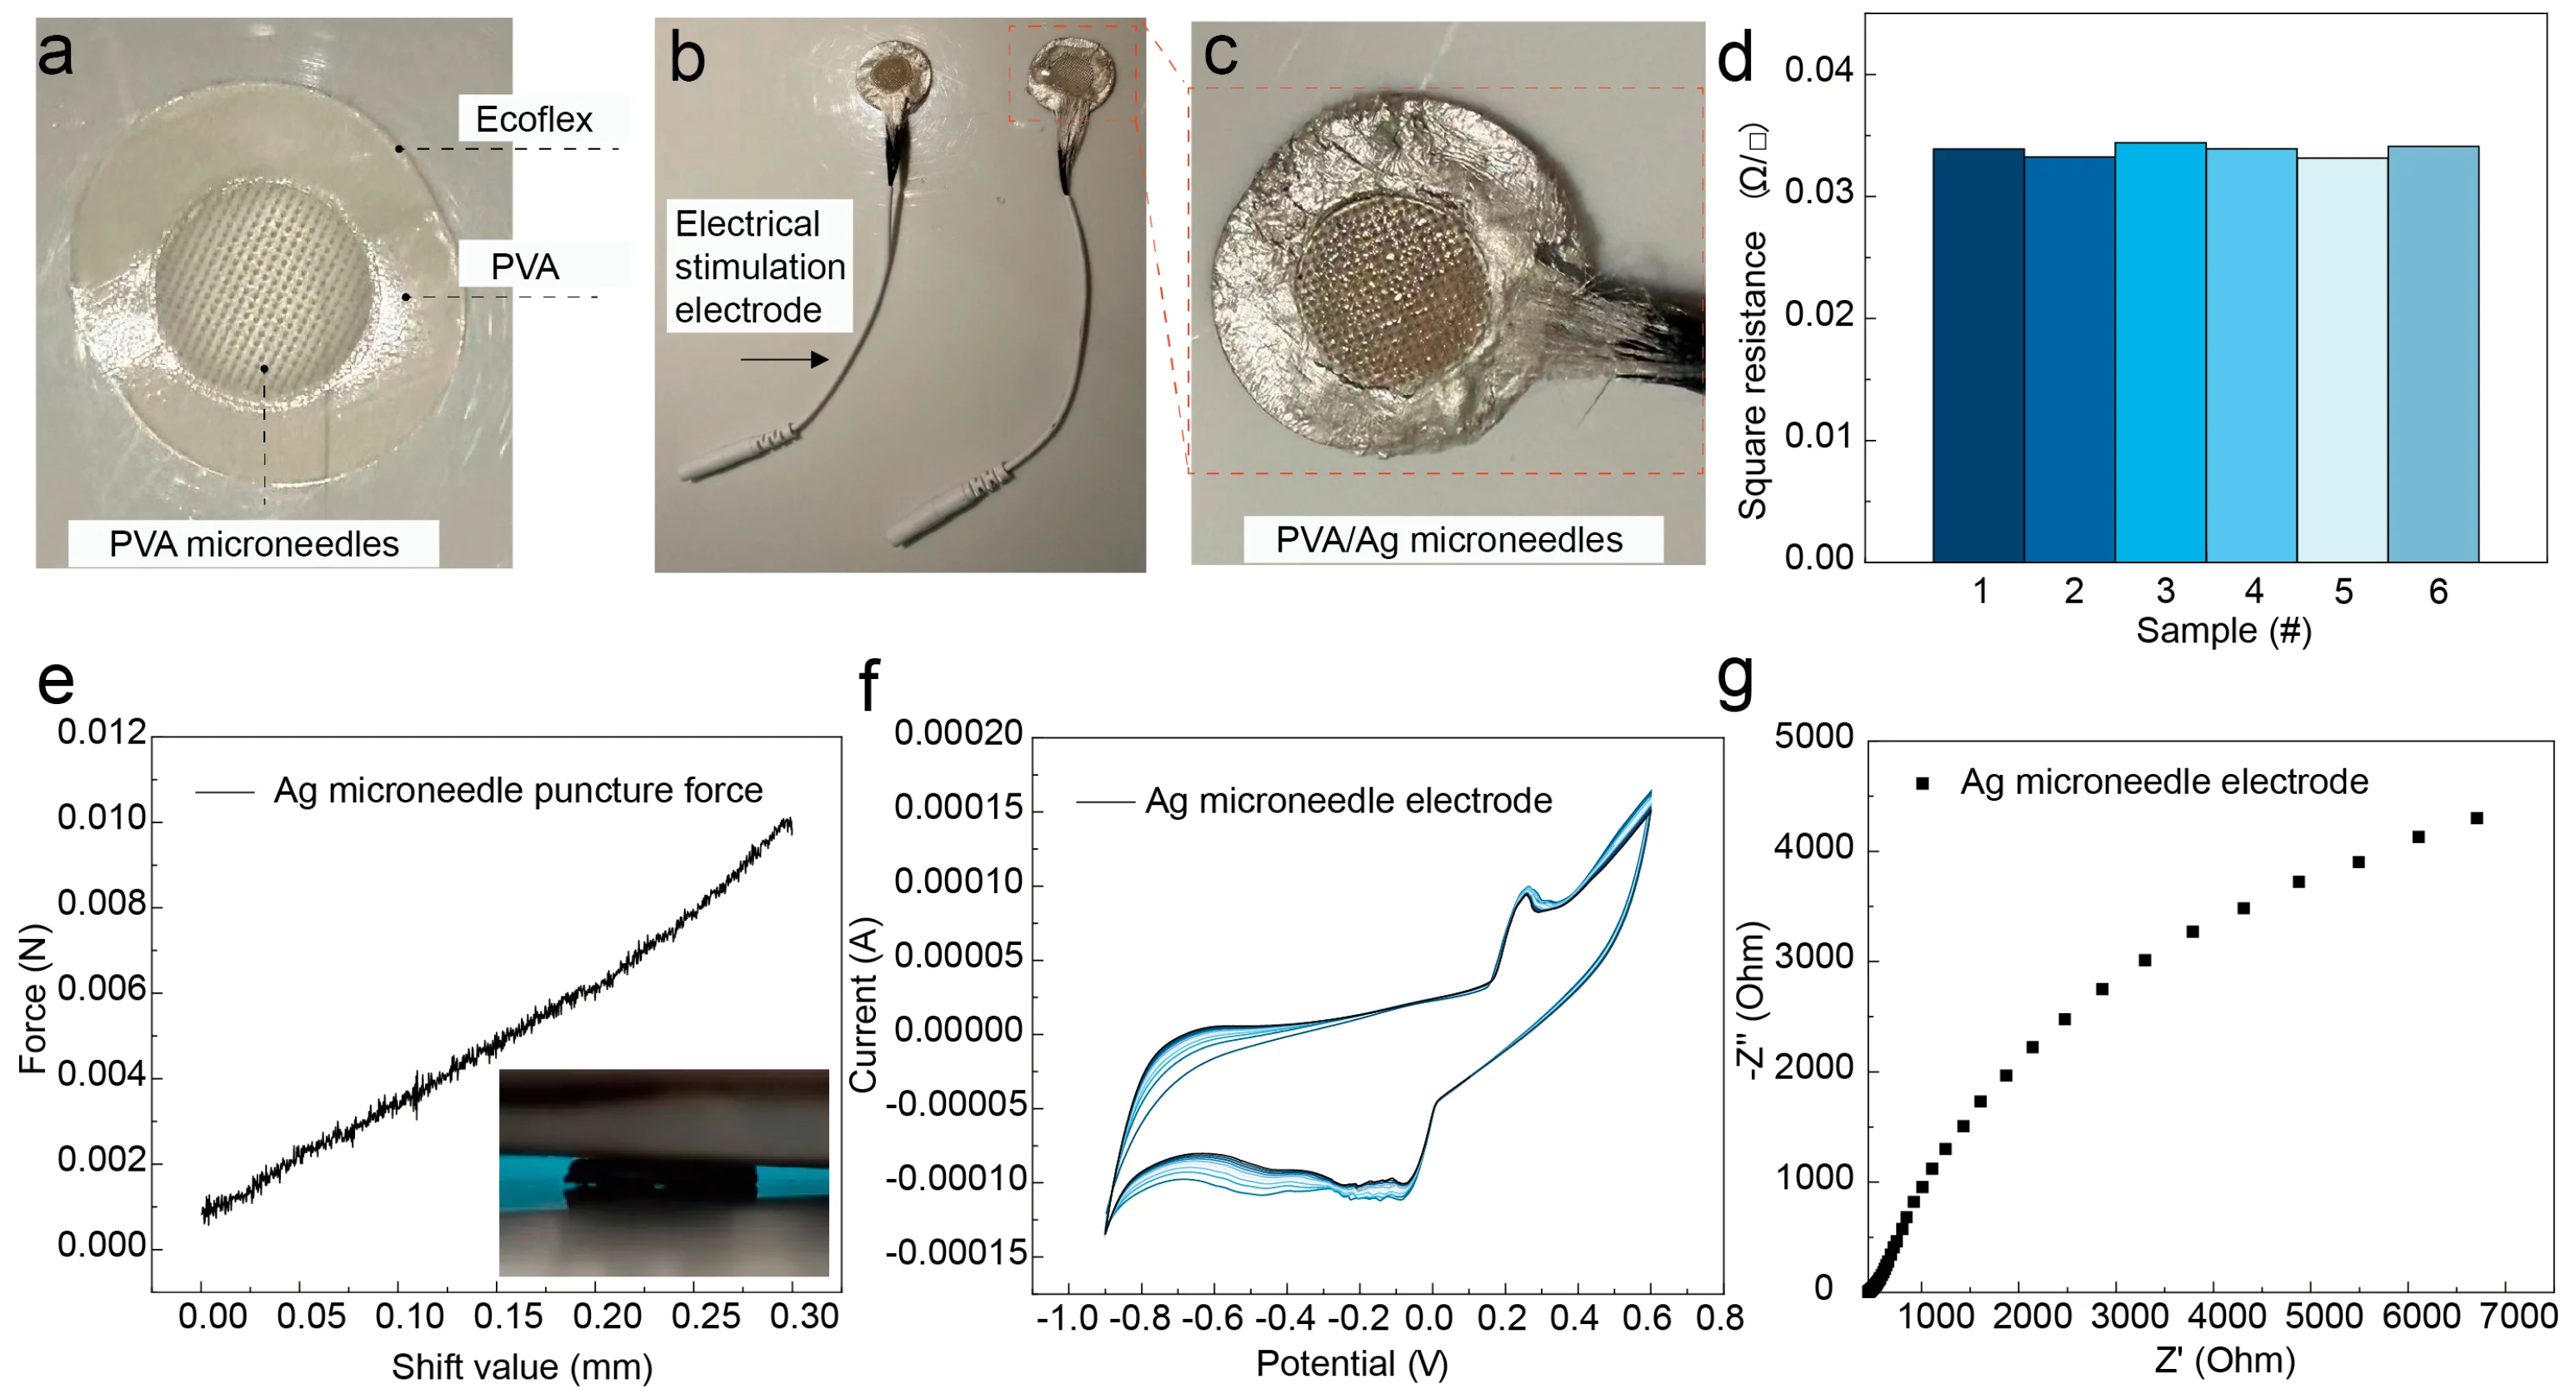 a
Ecoflex
PVA
PVA microneedles
b
Electrical
stimulation
electrode
c
PVA/Ag microneedles
d
Square resistance (Ω/□)
0.04
0.03
0.02
0.01
0.00
1 2 3 4 5 6
Sample (#)
e
Force (N)
0.012
0.010
0.008
0.006
0.004
0.002
0.000
Ag microneedle puncture force
0.00 0.05 0.10 0.15 0.20 0.25 0.30
Shift value (mm)
f
Current (A)
0.00020
0.00015
0.00010
0.00005
0.00000
-0.00005
-0.00010
-0.00015
Ag microneedle electrode
-1.0 -0.8 -0.6 -0.4 -0.2 0.0 0.2 0.4 0.6 0.8
Potential (V)
g
-Z" (Ohm)
5000
4000
3000
2000
1000
0
Ag microneedle electrode
1000 2000 3000 4000 5000 6000 7000
Z' (Ohm)